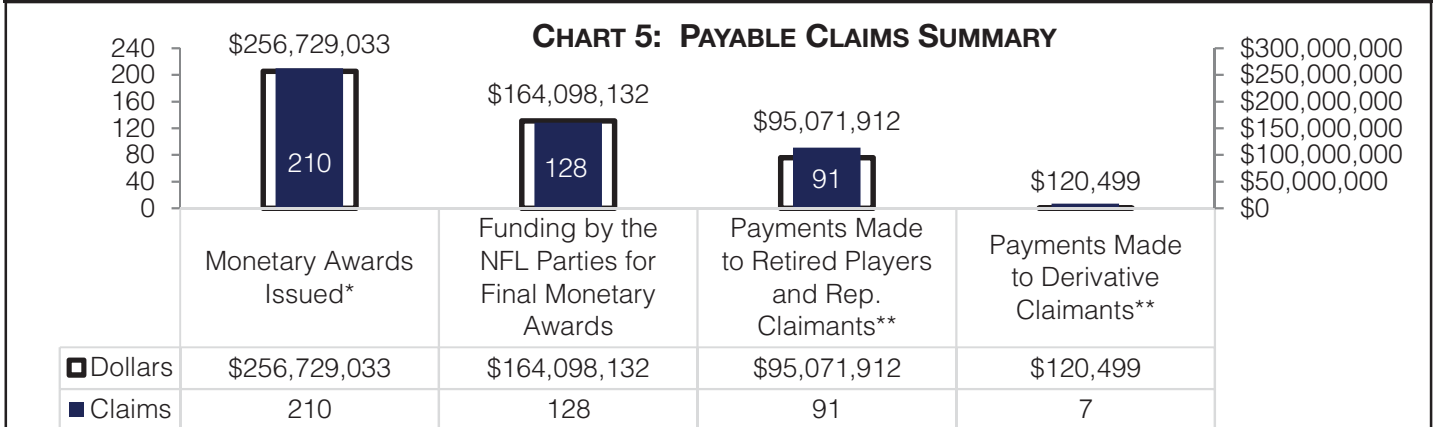 CHART 5: PAYABLE CLAIMS SUMMARY
240
200
160
120
80
40
0
$256,729,033
$164,098,132
$95,071,912
$120,499
210
128
91
$300,000,000
$250,000,000
$200,000,000
$150,000,000
$100,000,000
$50,000,000
$0
Monetary Awards
Issued*
Funding by the
NFL Parties for
Final Monetary
Awards
Payments Made
to Retired Players
and Rep.
Claimants**
Payments Made
to Derivative
Claimants**
Dollars $256,729,033 $164,098,132 $95,071,912 $120,499
Claims 210 128 91 7